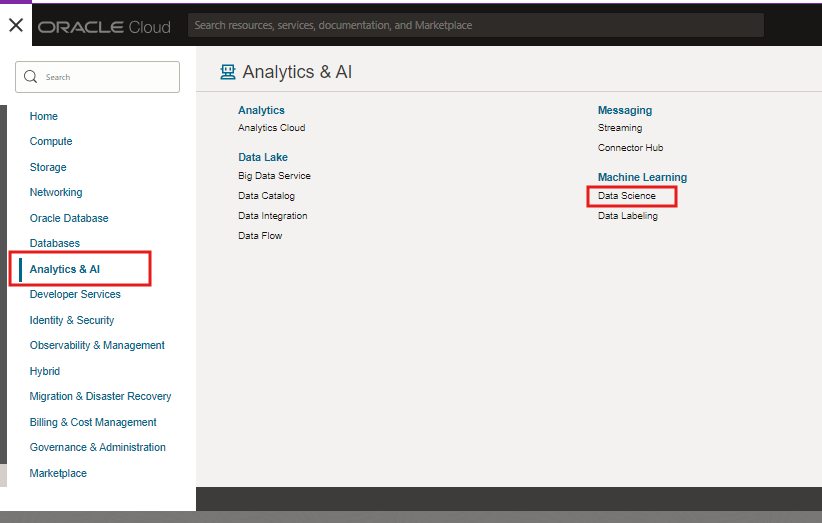 ORACLE Cloud
Search resources, services, documentation, and Marketplace
Search
Home
Compute
Storage
Networking
Oracle Database
Databases
Analytics & AI
Developer Services
Identity & Security
Observability & Management
Hybrid
Migration & Disaster Recovery
Billing & Cost Management
Governance & Administration
Marketplace
Analytics & AI
Analytics
Analytics Cloud
Data Lake
Big Data Service
Data Catalog
Data Integration
Data Flow
Messaging
Streaming
Connector Hub
Machine Learning
Data Science
Data Labeling